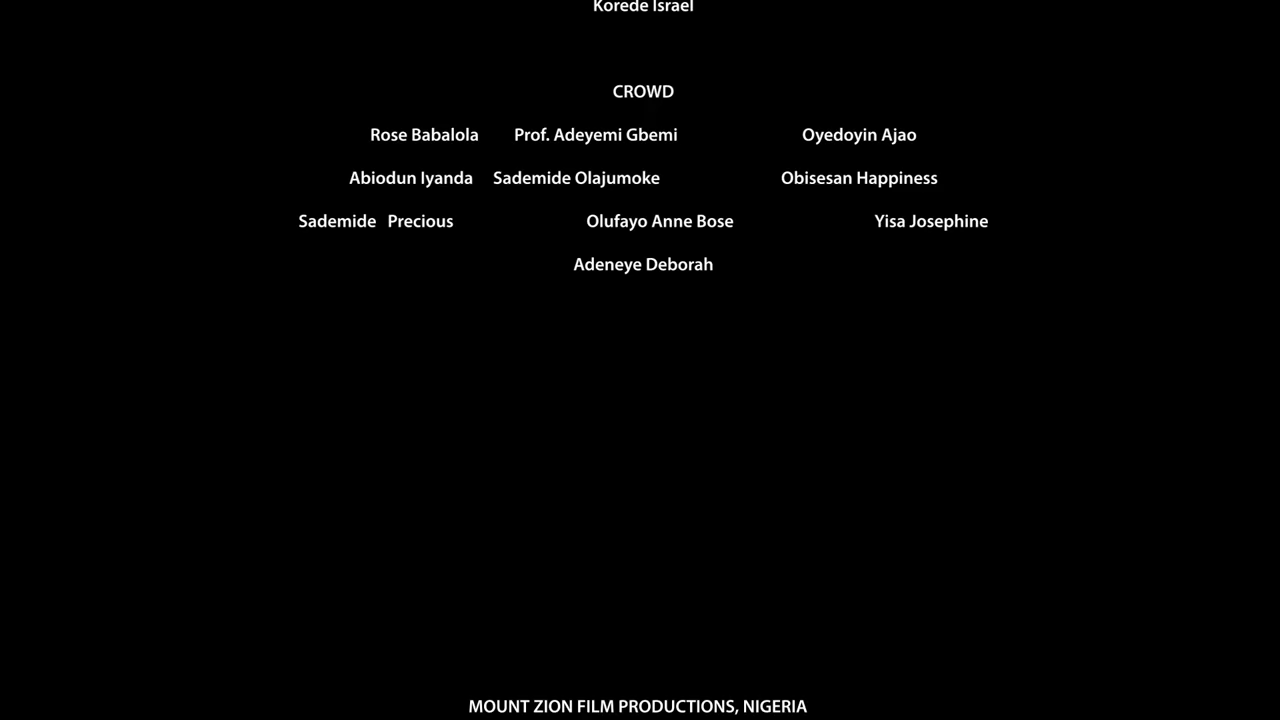 Korede Israel
CROWD
Rose Babalola Prof. Adeyemi Gbemi Oyedoyin Ajao
Abiodun Iyanda Sademide Olajumoke Obisesan Happiness
Sademide Precious Olufayo Anne Bose Yisa Josephine
Adeneye Deborah
MOUNT ZION FILM PRODUCTIONS, NIGERIA